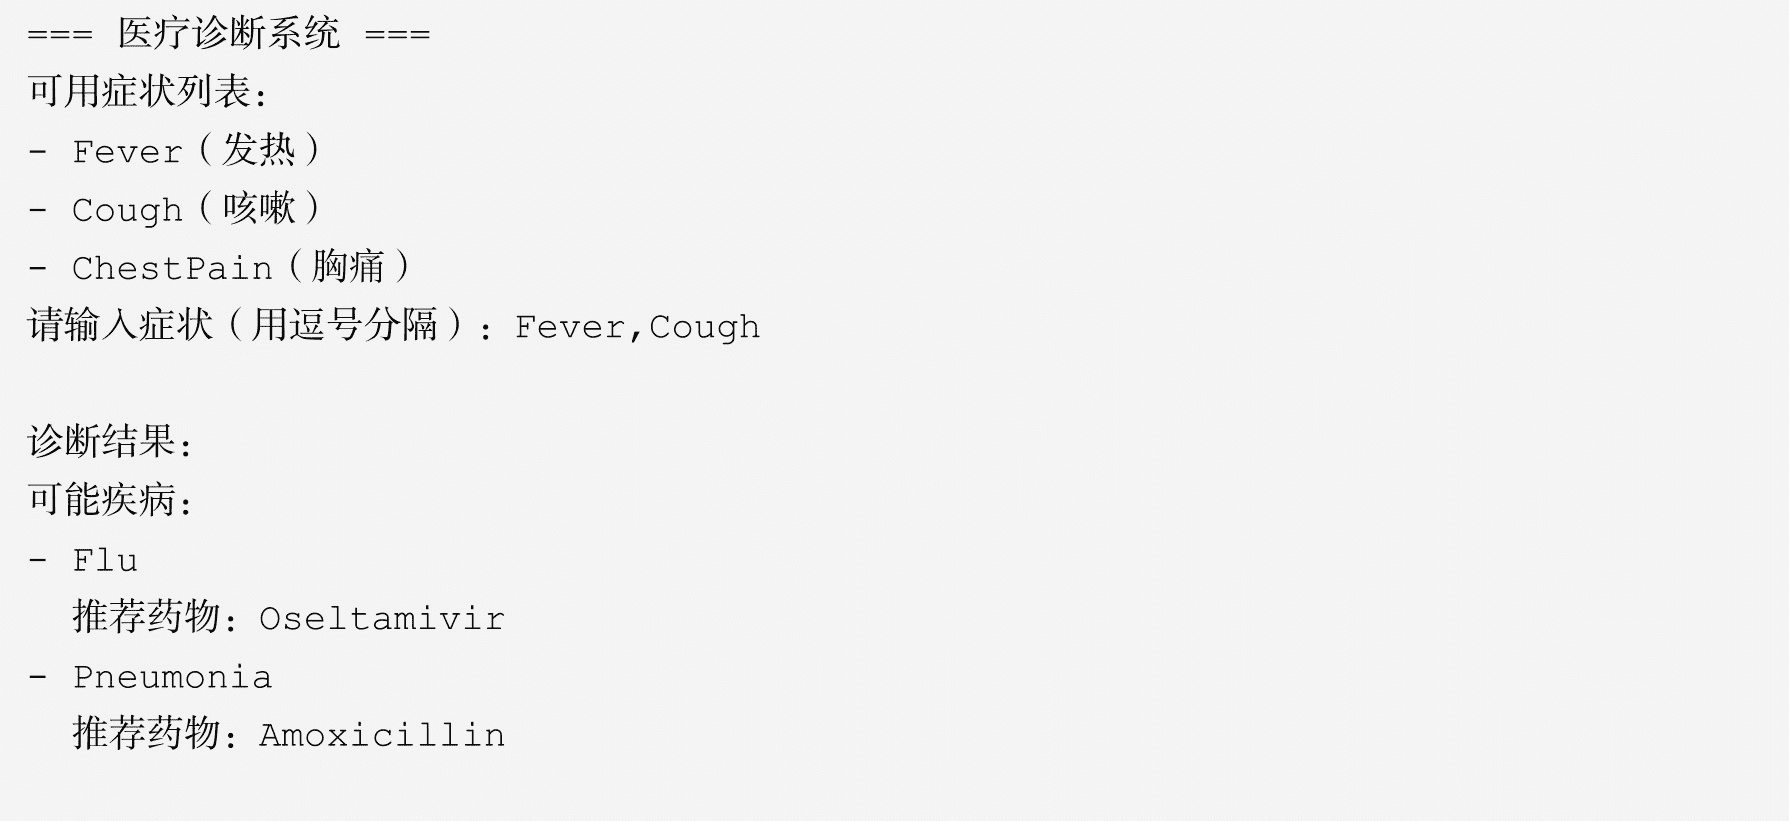 === 医疗诊断系统 ===
可用症状列表：
- Fever（发热）
- Cough（咳嗽）
- ChestPain（胸痛）
请输入症状（用逗号分隔）：Fever,Cough
诊断结果：
可能疾病：
- Flu
推荐药物：Oseltamivir
- Pneumonia
推荐药物：Amoxicillin